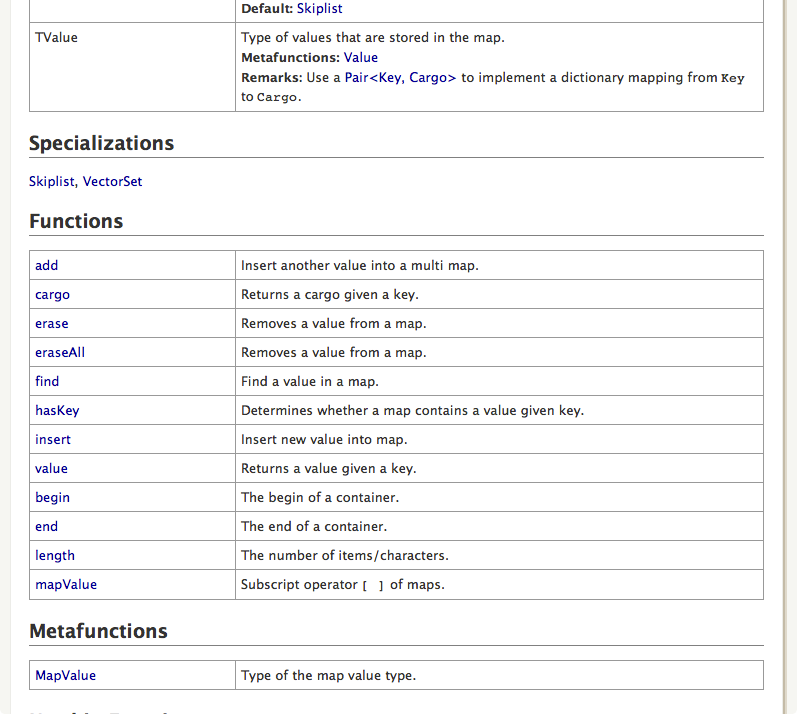 Default: Skiplist
TValue
Type of values that are stored in the map.
Metafunctions: Value
Remarks: Use a Pair<Key, Cargo> to implement a dictionary mapping from Key
to Cargo.
Specializations
Skiplist, VectorSet
Functions
add Insert another value into a multi map.
cargo Returns a cargo given a key.
erase Removes a value from a map.
eraseAll Removes a value from a map.
find Find a value in a map.
hasKey Determines whether a map contains a value given key.
insert Insert new value into map.
value Returns a value given a key.
begin The begin of a container.
end The end of a container.
length The number of items/characters.
mapValue Subscript operator [ ] of maps.
Metafunctions
MapValue Type of the map value type.